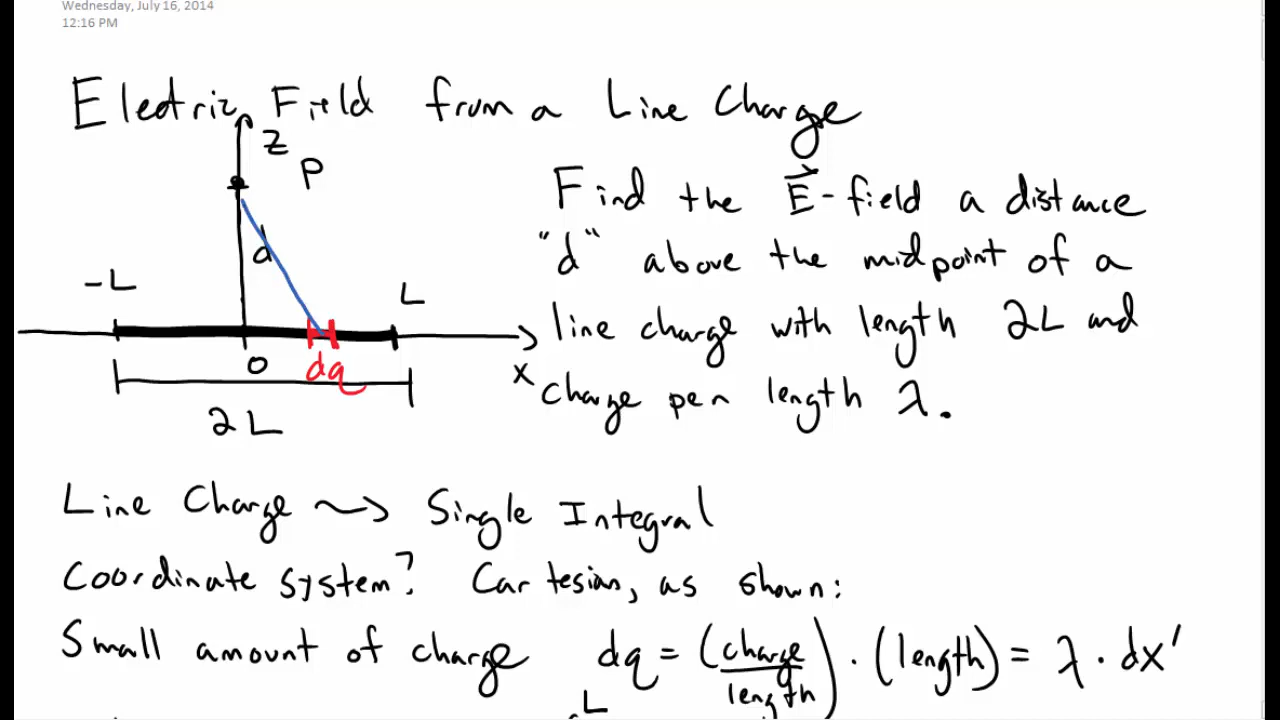 Wednesday, July 16, 2014
12:16 PM
Electric Field from a Line Charge
z
P
d
-L
L
0
dq
x
2L
Find the E⃗-field a distance
"d" above the midpoint of a
line charge with length 2L and
charge per length λ.
Line Charge ⇝ Single Integral
Coordinate system? Cartesian, as shown:
Small amount of charge dq = (charge/length) · (length) = λ · dx'
L